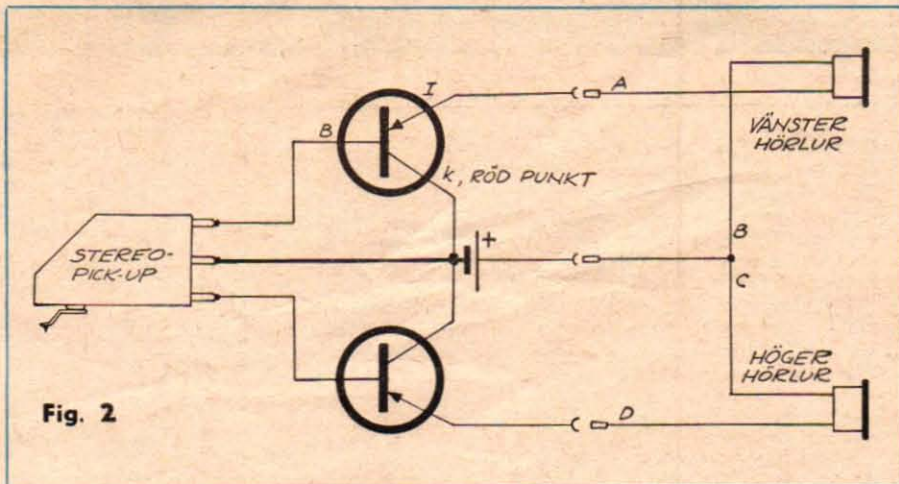 I
A
B
VÄNSTER
HÖRLUR
K, RÖD PUNKT
STEREO-
PICK-UP
+
B
C
HÖGER
HÖRLUR
D
Fig. 2